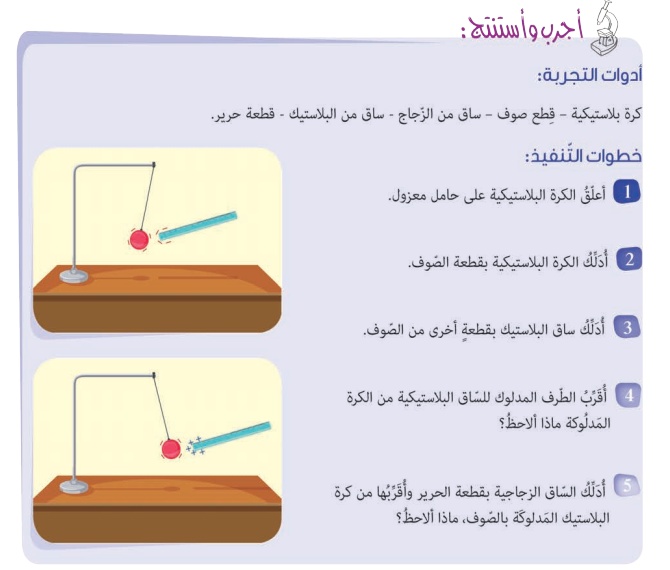 أجرب وأستنتج:
أدوات التجربة:
كرة بلاستيكية – قِطع صوف – ساق من الزّجاج - ساق من البلاستيك - قطعة حرير.
خطوات التّنفيذ:
1 أعلّقُ الكرة البلاستيكية على حامل معزول.
2 أُدَلِّكُ الكرة البلاستيكية بقطعة الصّوف.
3 أُدَلِّكُ ساق البلاستيك بقطعةٍ أخرى من الصّوف.
4 أُقَرِّبُ الطّرف المدلوك للسّاق البلاستيكية من الكرة
المَدلُوكة ماذا ألاحظُ؟
5 أُدَلِّكُ السّاق الزجاجية بقطعة الحرير وأُقَرِّبُها من كرة
البلاستيك المَدلوكَة بالصّوف، ماذا ألاحظُ؟